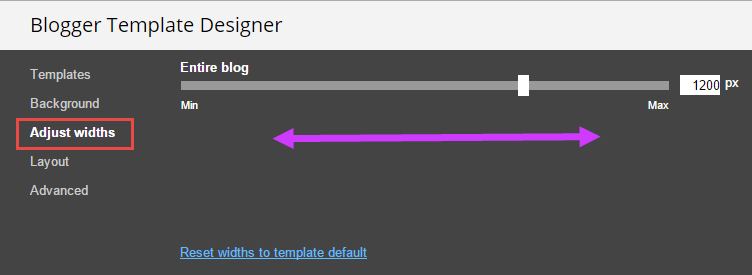 Blogger Template Designer
Templates
Background
Adjust widths
Layout
Advanced
Entire blog
1200 px
Min Max
Reset widths to template default